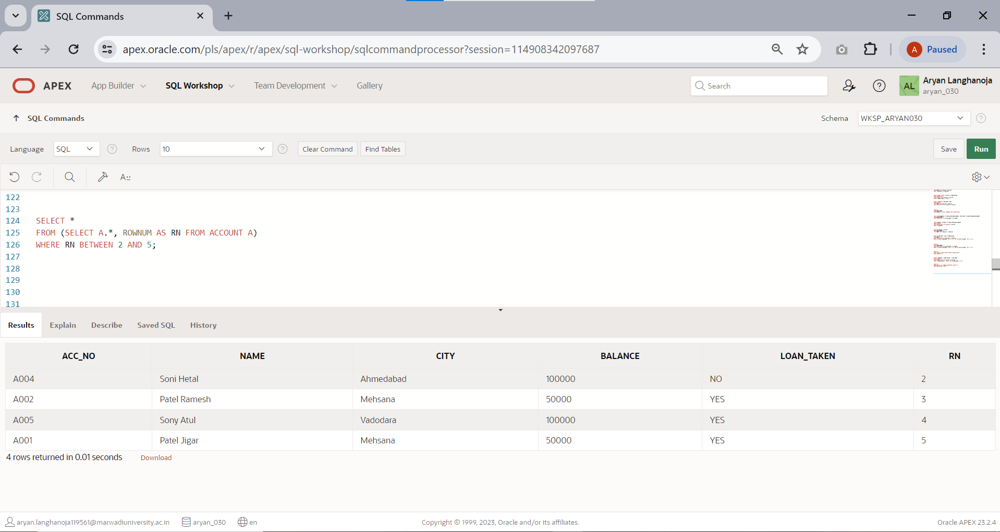 SQL Commands
apex.oracle.com/pls/apex/r/apex/sql-workshop/sqlcommandprocessor?session=114908342097687
A Paused
APEX App Builder SQL Workshop Team Development Gallery Search AL Aryan Langhanoja
aryan_030
SQL Commands Schema WKSP_ARYAN030
Language SQL Rows 10 Clear Command Find Tables Save Run
122
123
124 SELECT *
125 FROM (SELECT A.*, ROWNUM AS RN FROM ACCOUNT A)
126 WHERE RN BETWEEN 2 AND 5;
127
128
129
130
131
Results Explain Describe Saved SQL History
ACC_NO NAME CITY BALANCE LOAN_TAKEN RN
A004 Soni Hetal Ahmedabad 100000 NO 2
A002 Patel Ramesh Mehsana 50000 YES 3
A005 Sony Atul Vadodara 100000 YES 4
A001 Patel Jigar Mehsana 50000 YES 5
4 rows returned in 0.01 seconds Download
aryan.langhanoja119561@marwadiuniversity.ac.in aryan_030 en Copyright © 1999, 2023, Oracle and/or its affiliates. Oracle APEX 23.2.4